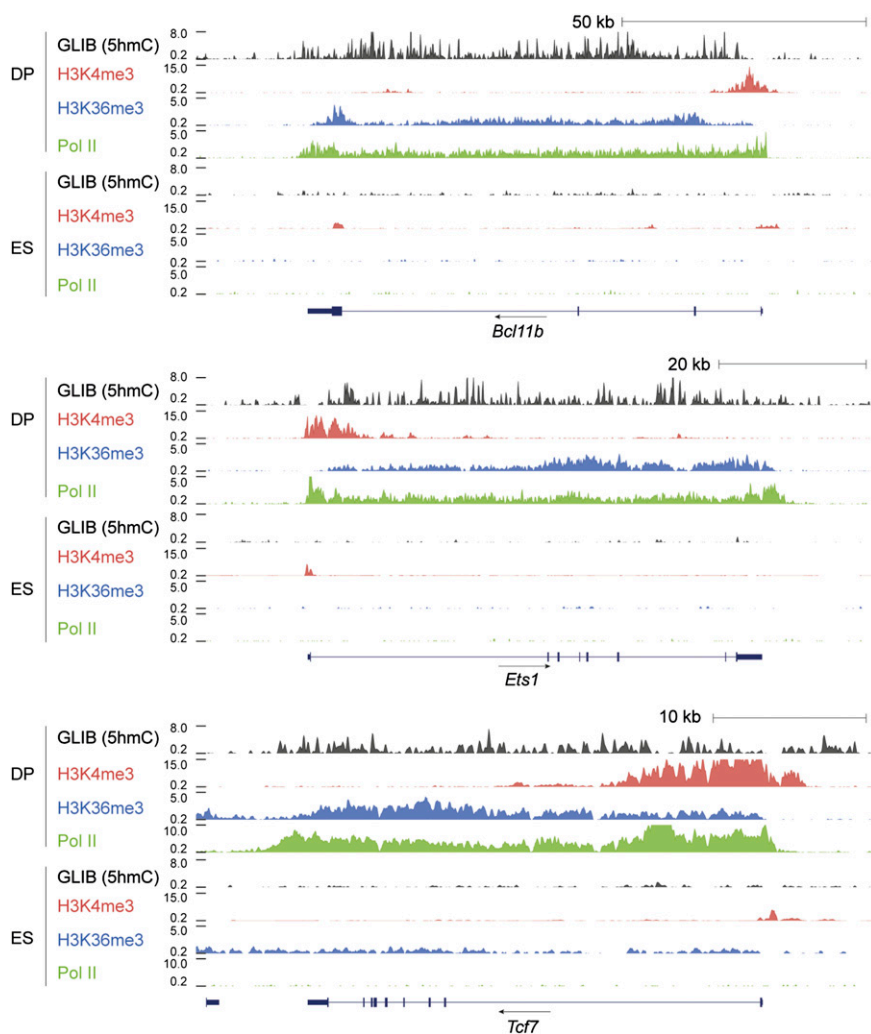 50 kb
DP
GLIB (5hmC) 8.0 0.2
H3K4me3 15.0 0.2
H3K36me3 5.0 0.2
Pol II 5.0 0.2
ES
GLIB (5hmC) 8.0 0.2
H3K4me3 15.0 0.2
H3K36me3 5.0 0.2
Pol II 5.0 0.2
Bcl11b
20 kb
DP
GLIB (5hmC) 8.0 0.2
H3K4me3 15.0 0.2
H3K36me3 5.0 0.2
Pol II 5.0 0.2
ES
GLIB (5hmC) 8.0 0.2
H3K4me3 15.0 0.2
H3K36me3 5.0 0.2
Pol II 5.0 0.2
Ets1
10 kb
DP
GLIB (5hmC) 8.0 0.2
H3K4me3 15.0 0.2
H3K36me3 5.0 0.2
Pol II 10.0 0.2
ES
GLIB (5hmC) 8.0 0.2
H3K4me3 15.0 0.2
H3K36me3 5.0 0.2
Pol II 10.0 0.2
Tcf7